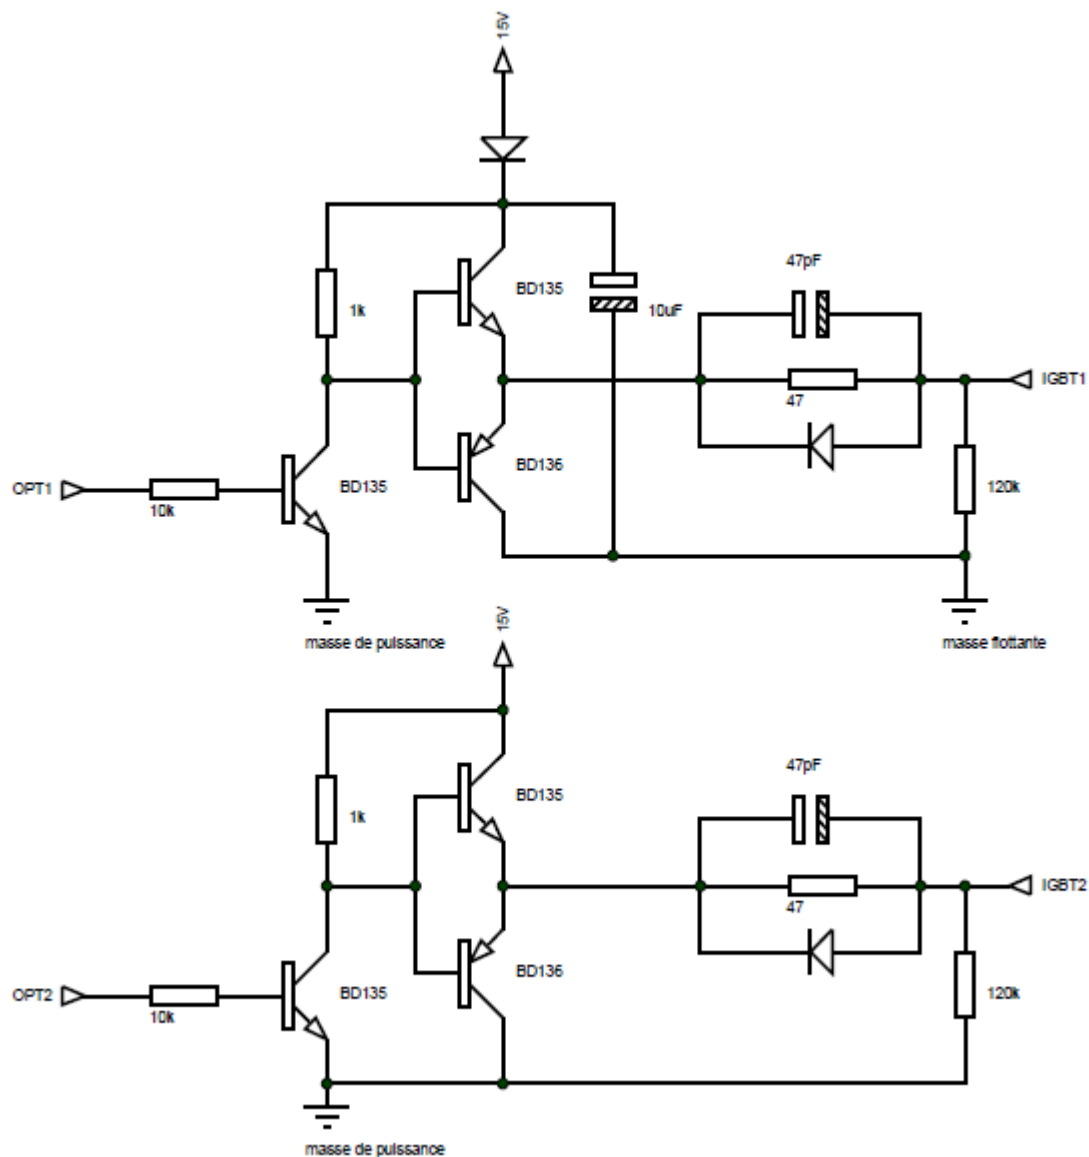 15V
47pF
BD135
10uF
1k
IGBT1
47
BD136
OPT1
BD135
120k
10k
masse de puissance
masse flottante
15V
47pF
BD135
1k
IGBT2
47
BD136
OPT2
BD135
120k
10k
masse de puissance